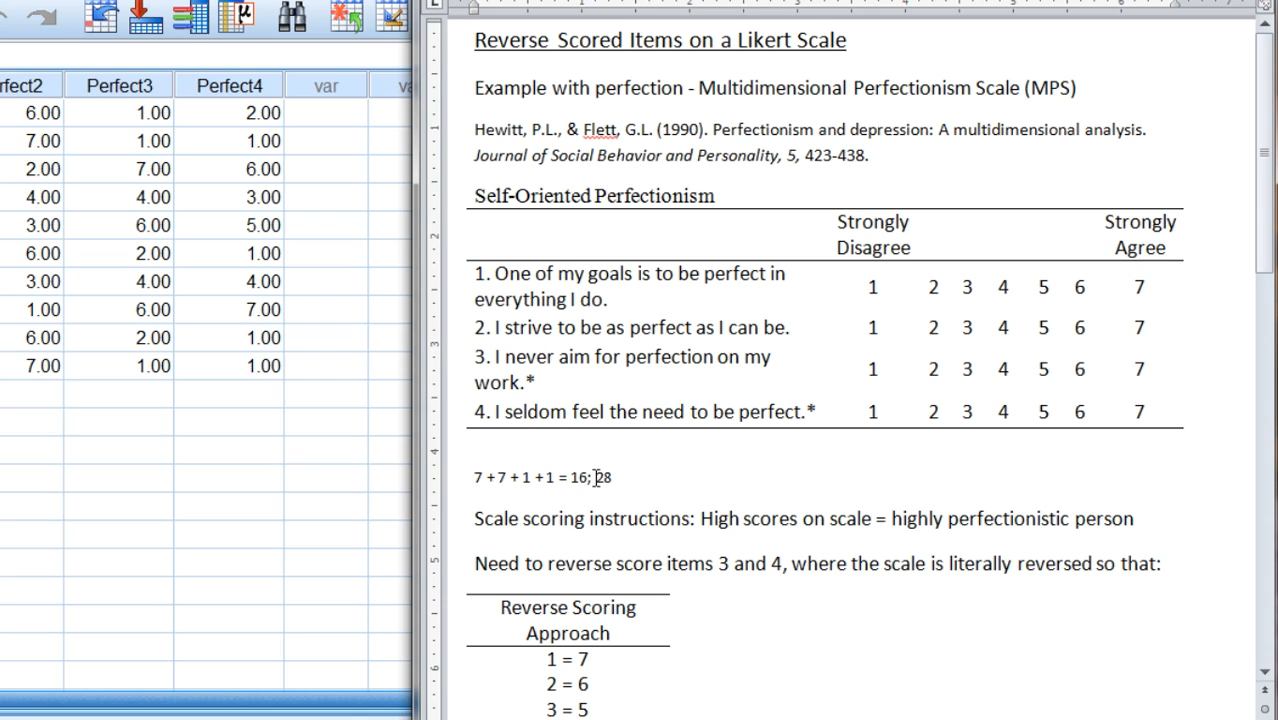 rfect2 Perfect3 Perfect4 var va
6.00 1.00 2.00
7.00 1.00 1.00
2.00 7.00 6.00
4.00 4.00 3.00
3.00 6.00 5.00
6.00 2.00 1.00
3.00 4.00 4.00
1.00 6.00 7.00
6.00 2.00 1.00
7.00 1.00 1.00
Reverse Scored Items on a Likert Scale
Example with perfection - Multidimensional Perfectionism Scale (MPS)
Hewitt, P.L., & Flett, G.L. (1990). Perfectionism and depression: A multidimensional analysis.
Journal of Social Behavior and Personality, 5, 423-438.
Self-Oriented Perfectionism
Strongly Strongly
Disagree Agree
1. One of my goals is to be perfect in
everything I do. 1 2 3 4 5 6 7
2. I strive to be as perfect as I can be. 1 2 3 4 5 6 7
3. I never aim for perfection on my
work.* 1 2 3 4 5 6 7
4. I seldom feel the need to be perfect.* 1 2 3 4 5 6 7
7 + 7 + 1 + 1 = 16; 28
Scale scoring instructions: High scores on scale = highly perfectionistic person
Need to reverse score items 3 and 4, where the scale is literally reversed so that:
Reverse Scoring
Approach
1 = 7
2 = 6
3 = 5